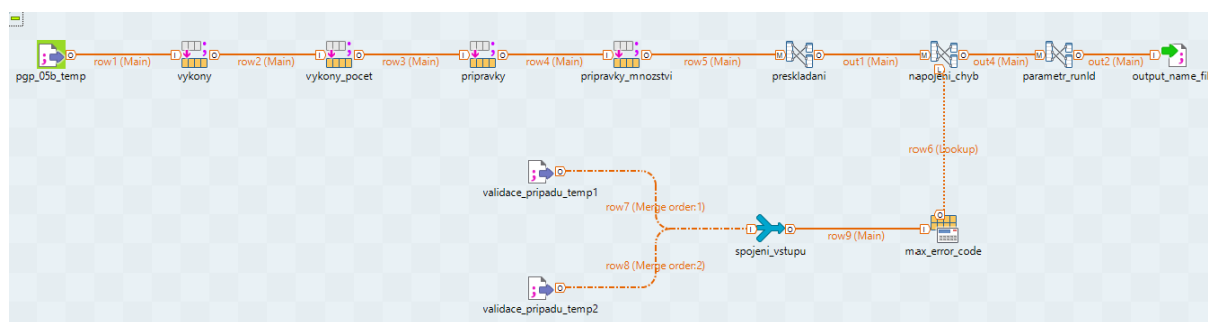 row1 (Main)
row2 (Main)
row3 (Main)
row4 (Main)
row5 (Main)
out1 (Main)
out4 (Main)
out2 (Main)
pgp_05b_temp
vykony
vykony_pocet
pripravky
pripravky_mnozstvi
preskladani
napojeni_chyb
parametr_runId
output_name_fil
row6 (Lookup)
validace_pripadu_temp1
row7 (Merge order:1)
row9 (Main)
spojeni_vstupu
max_error_code
row8 (Merge order:2)
validace_pripadu_temp2